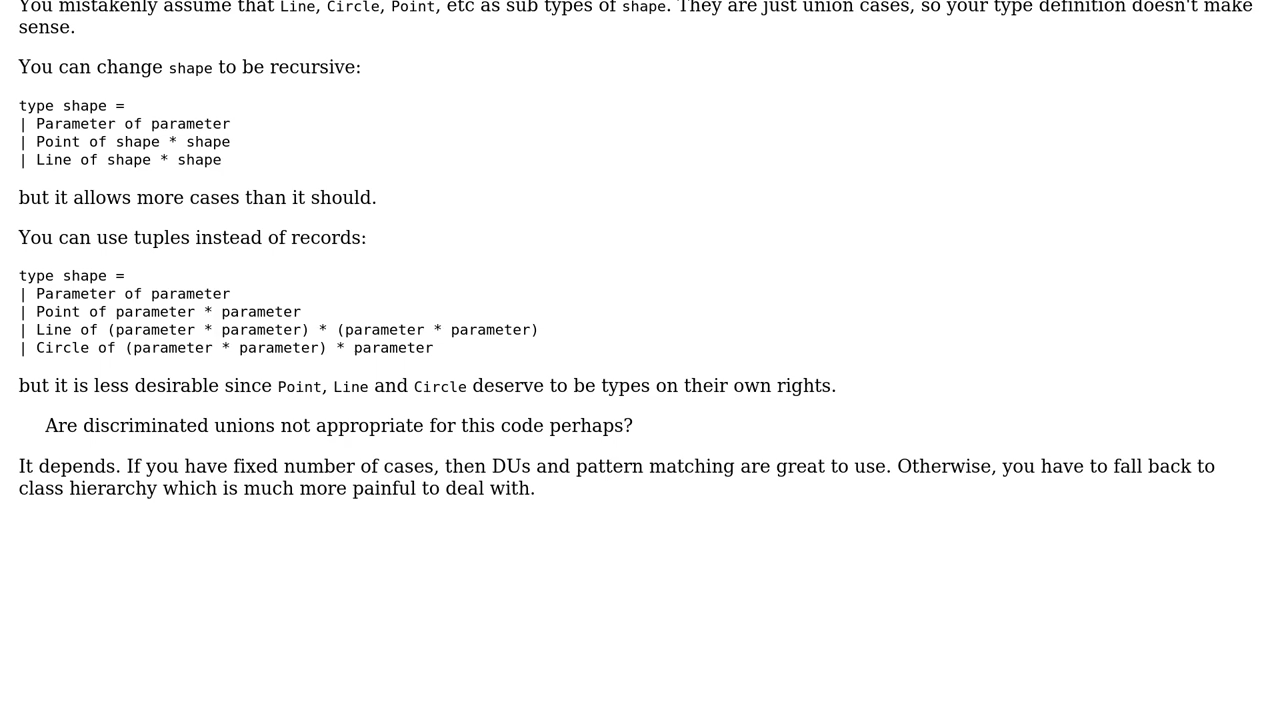 You mistakenly assume that Line, Circle, Point, etc as sub types of shape. They are just union cases, so your type definition doesn't make
sense.
You can change shape to be recursive:
type shape =
| Parameter of parameter
| Point of shape * shape
| Line of shape * shape
but it allows more cases than it should.
You can use tuples instead of records:
type shape =
| Parameter of parameter
| Point of parameter * parameter
| Line of (parameter * parameter) * (parameter * parameter)
| Circle of (parameter * parameter) * parameter
but it is less desirable since Point, Line and Circle deserve to be types on their own rights.
Are discriminated unions not appropriate for this code perhaps?
It depends. If you have fixed number of cases, then DUs and pattern matching are great to use. Otherwise, you have to fall back to
class hierarchy which is much more painful to deal with.